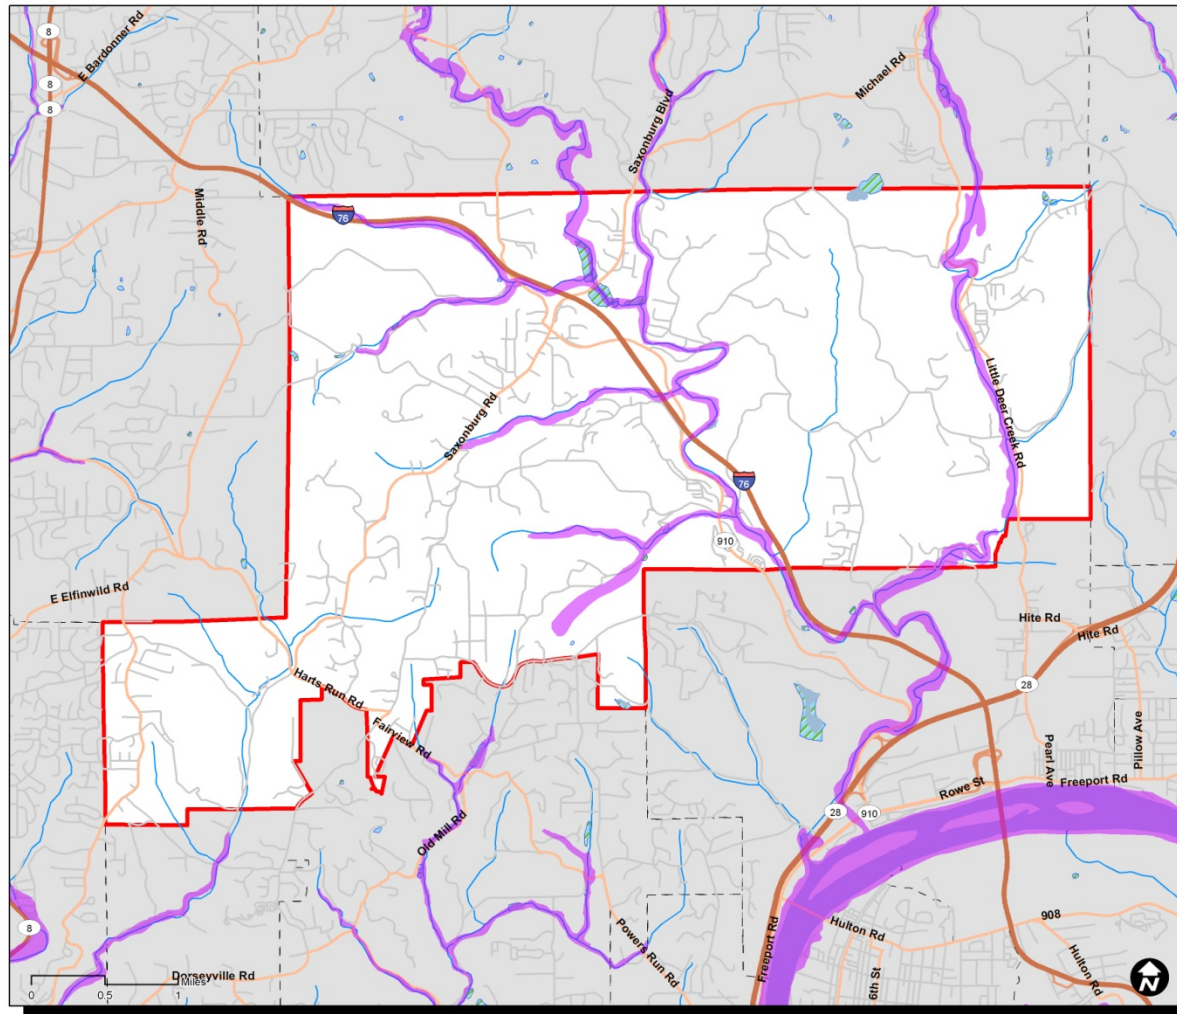 8
E Bardonner Rd
8
8
Michael Rd
Saxonburg Blvd
Middle Rd
76
Little Deer Creek Rd
Saxonburg Rd
76
910
E Elfinwild Rd
Hite Rd
Hite Rd
Harts Run Rd
28
Fairview Rd
Pearl Ave
Pillow Ave
Freeport Rd
Rowe St
28
910
Old Mill Rd
8
Hulton Rd
908
Powers Run Rd
Freeport Rd
6th St
Hulton Rd
Dorseyville Rd
Miles
0
0.5
1
N